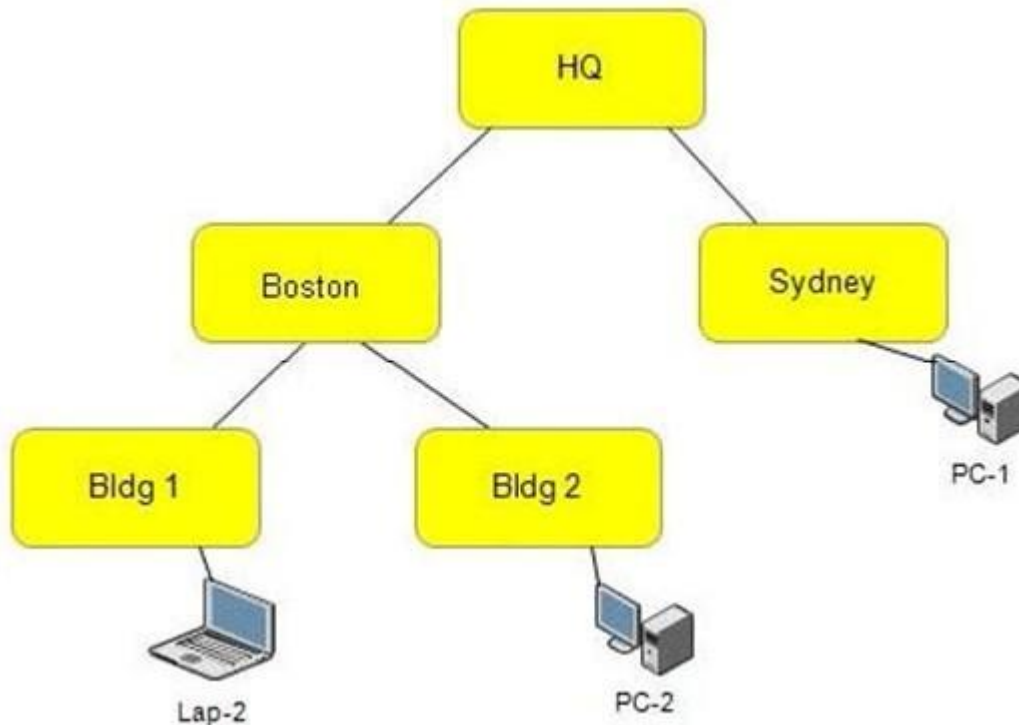 HQ
Boston
Sydney
Bldg 1
Bldg 2
PC-1
Lap-2
PC-2